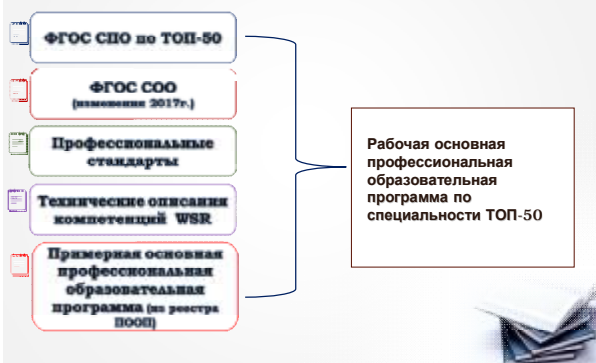 ФГОС СПО по ТОП-50
ФГОС СОО
(изменения 2017г.)
Профессиональные
стандарты
Технические описания
компетенций WSR
Примерная основная
профессиональная
образовательная
программа (из реестра
ПООП)
Рабочая основная
профессиональная
образовательная
программа по
специальности ТОП-50